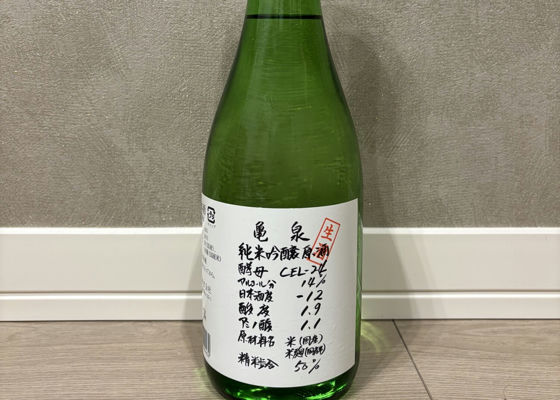 亀泉
生酒
純米吟醸原酒
酵母 CEL-24
アルコール分 14%
日本酒度 -12
酸度 1.9
アミノ酸 1.1
原材料名 米(国産)
米麹(国産米)
精米歩合 50%